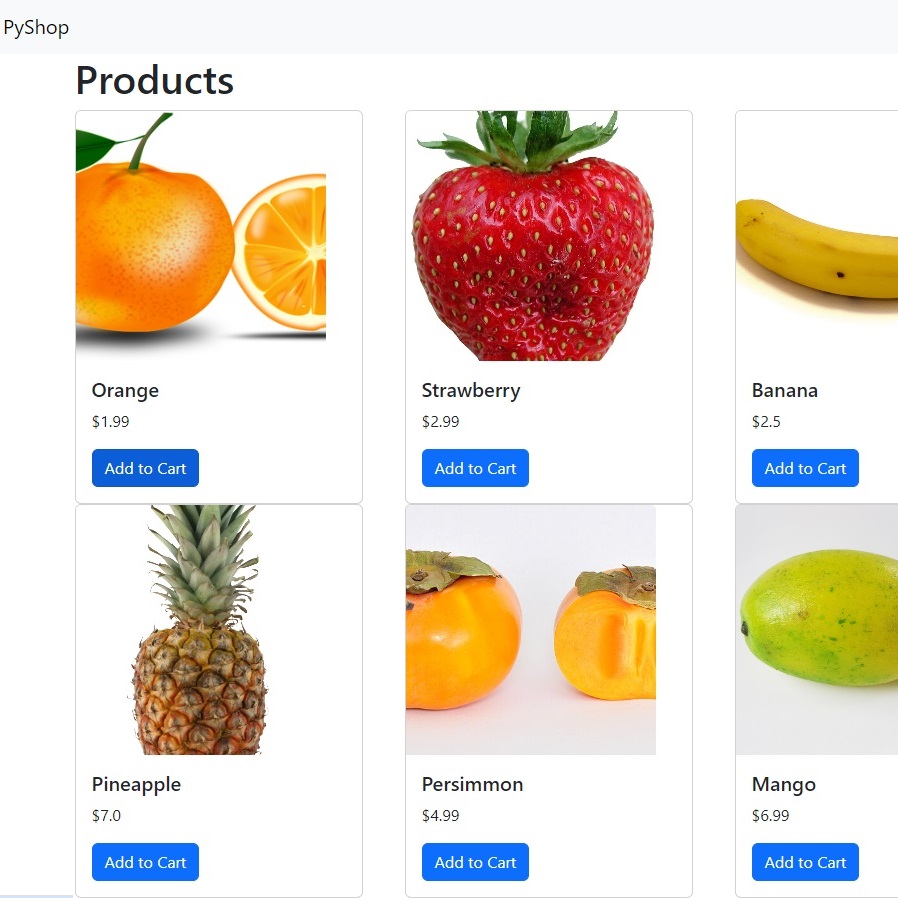 PyShop
Products
Orange
$1.99
Add to Cart
Strawberry
$2.99
Add to Cart
Banana
$2.5
Add to Cart
Pineapple
$7.0
Add to Cart
Persimmon
$4.99
Add to Cart
Mango
$6.99
Add to Cart